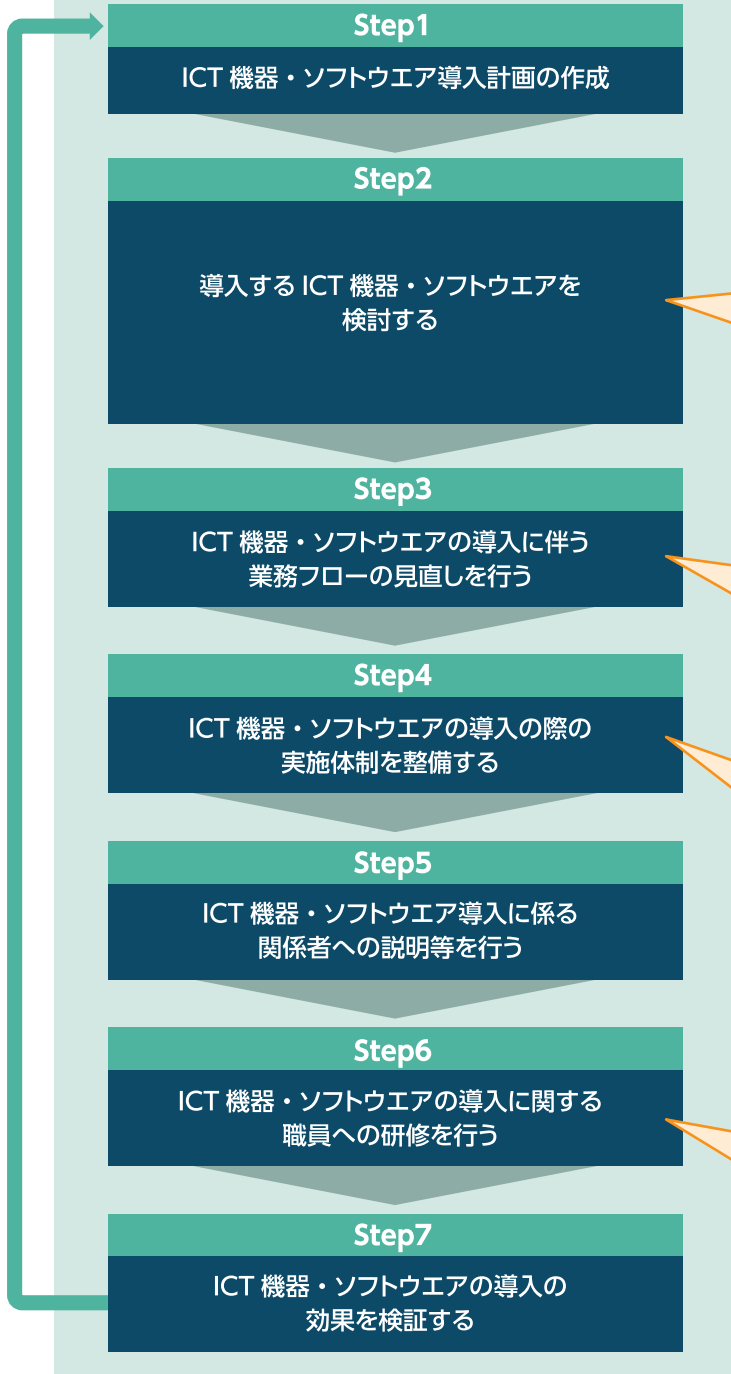 Step1
ICT 機器・ソフトウエア導入計画の作成
Step2
導入する ICT 機器・ソフトウエアを
検討する
Step3
ICT 機器・ソフトウエアの導入に伴う
業務フローの見直しを行う
Step4
ICT 機器・ソフトウエアの導入の際の
実施体制を整備する
Step5
ICT 機器・ソフトウエア導入に係る
関係者への説明等を行う
Step6
ICT 機器・ソフトウエアの導入に関する
職員への研修を行う
Step7
ICT 機器・ソフトウエアの導入の
効果を検証する